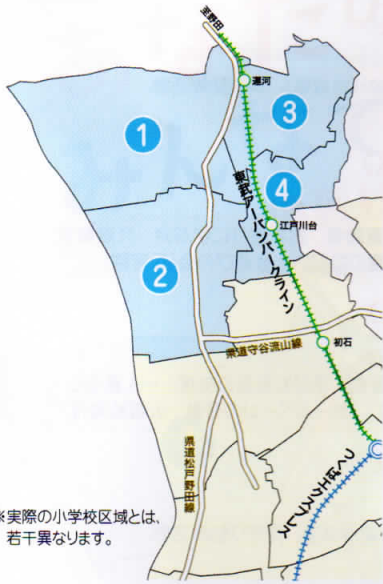 至野田
運河
1
3
東武アーバンパークライン
4
江戸川台
2
県道守谷流山線
初石
県道松戸野田線
つくばエクスプレス
※実際の小学校区域とは、
若干異なります。